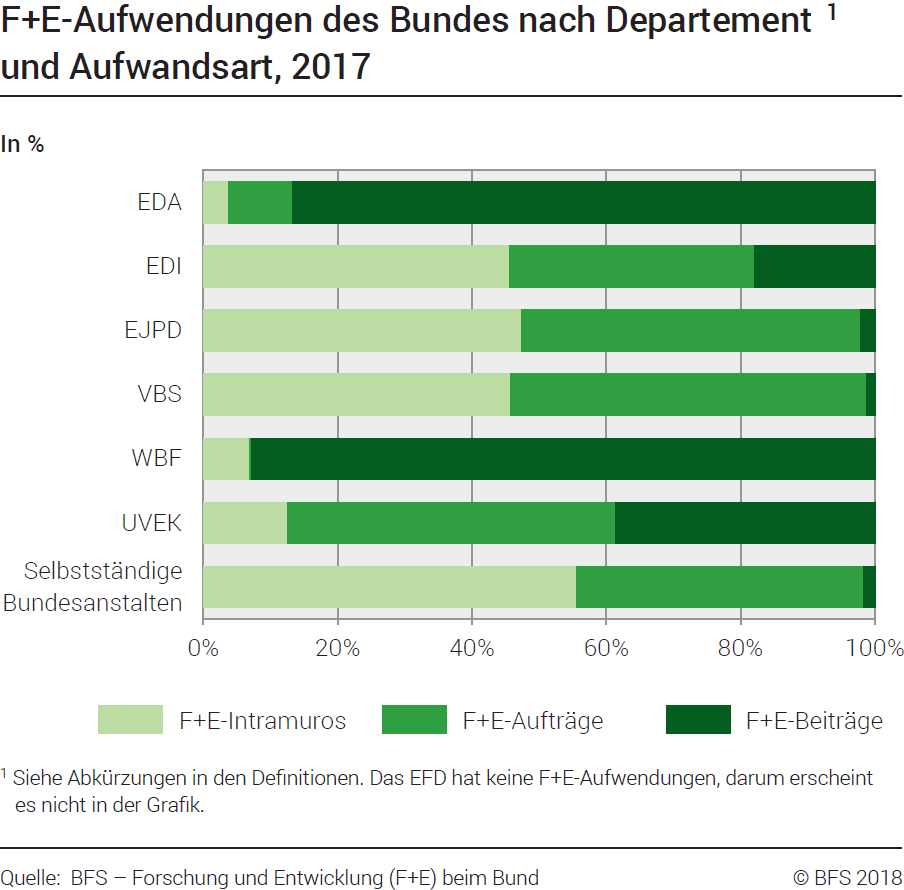 F+E-Aufwendungen des Bundes nach Departement ¹
und Aufwandsart, 2017
In %
EDA
EDI
EJPD
VBS
WBF
UVEK
Selbstständige
Bundesanstalten
0% 20% 40% 60% 80% 100%
F+E-Intramuros F+E-Aufträge F+E-Beiträge
¹ Siehe Abkürzungen in den Definitionen. Das EFD hat keine F+E-Aufwendungen, darum erscheint
es nicht in der Grafik.
Quelle: BFS – Forschung und Entwicklung (F+E) beim Bund © BFS 2018